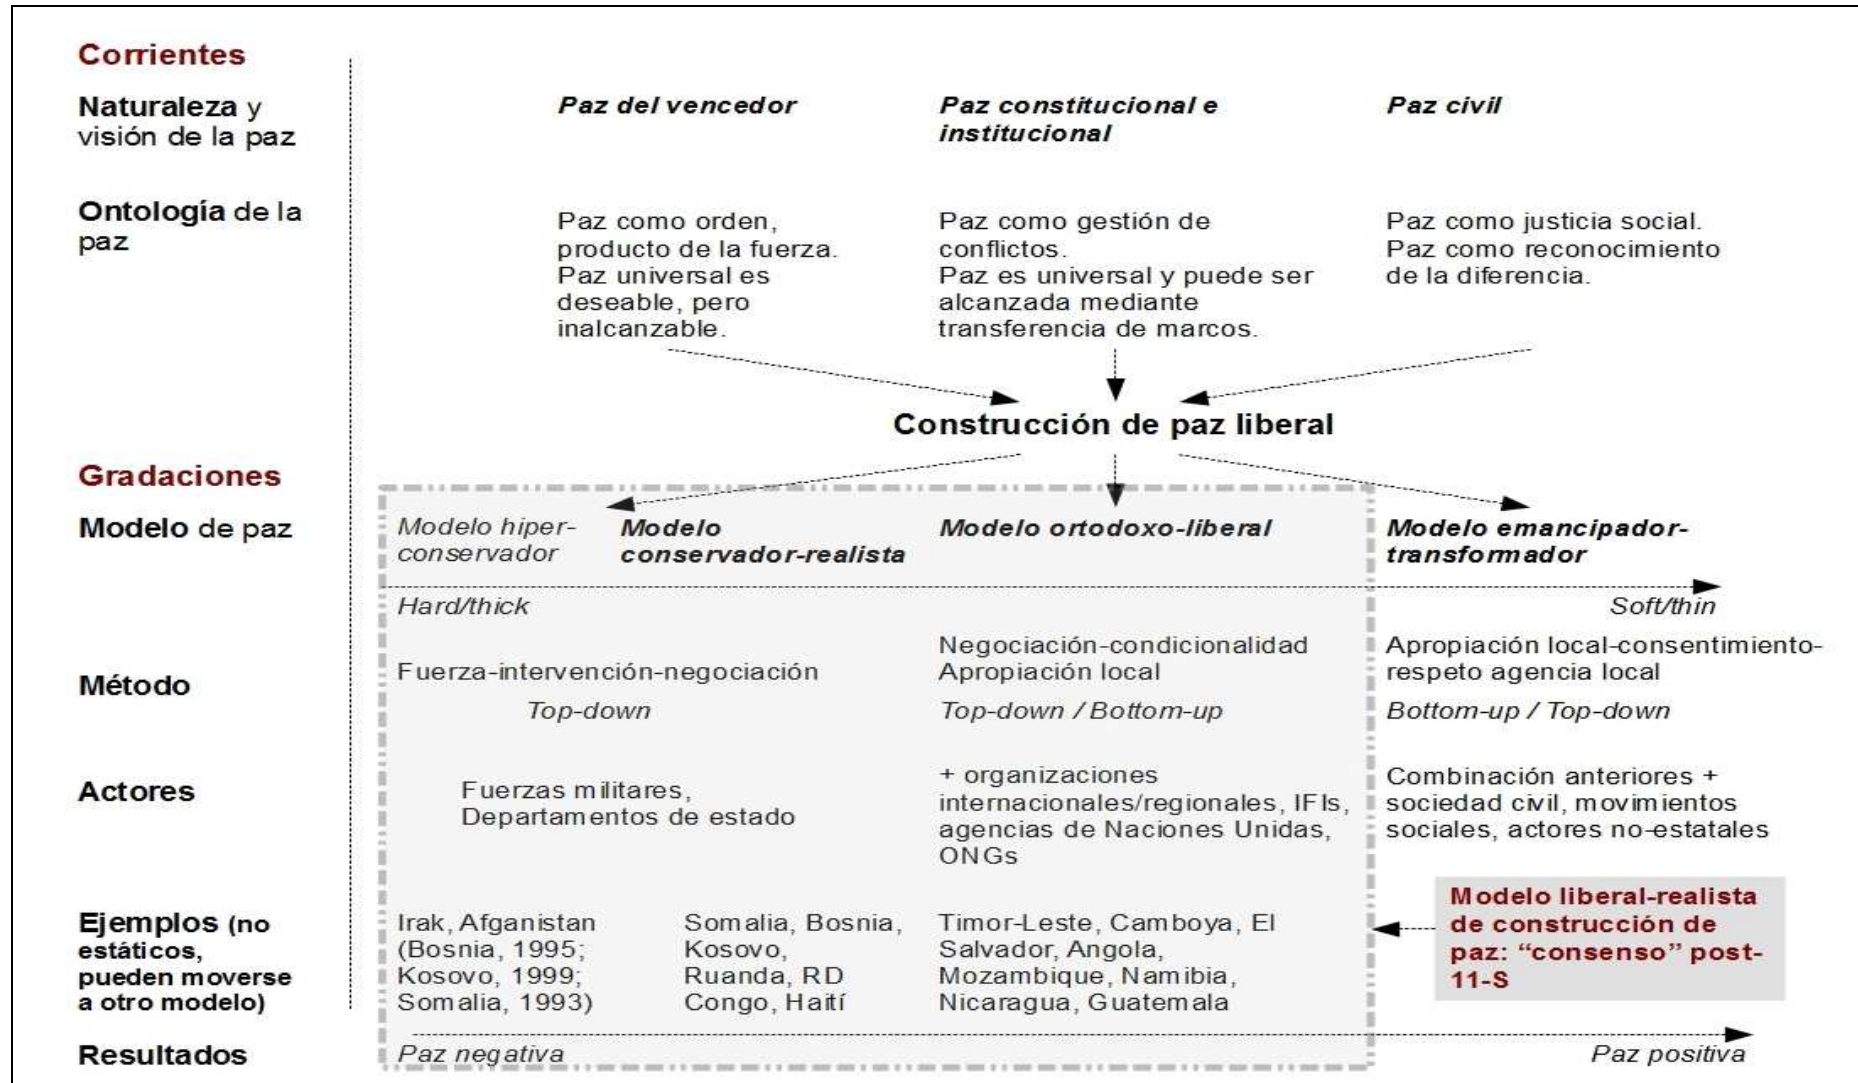 Corrientes
Naturaleza y
visión de la paz
Paz del vencedor
Paz constitucional e
institucional
Paz civil
Ontología de la
paz
Paz como orden,
producto de la fuerza.
Paz universal es
deseable, pero
inalcanzable.
Paz como gestión de
conflictos.
Paz es universal y puede ser
alcanzada mediante
transferencia de marcos.
Paz como justicia social.
Paz como reconocimiento
de la diferencia.
Construcción de paz liberal
Gradaciones
Modelo de paz
Modelo hiper-
conservador
Modelo
conservador-realista
Modelo ortodoxo-liberal
Modelo emancipador-
transformador
Hard/thick
Soft/thin
Método
Fuerza-intervención-negociación
Top-down
Negociación-condicionalidad
Apropiación local
Top-down / Bottom-up
Apropiación local-consentimiento-
respeto agencia local
Bottom-up / Top-down
Actores
Fuerzas militares,
Departamentos de estado
+ organizaciones
internacionales/regionales, IFIs,
agencias de Naciones Unidas,
ONGs
Combinación anteriores +
sociedad civil, movimientos
sociales, actores no-estatales
Ejemplos (no
estáticos,
pueden moverse
a otro modelo)
Irak, Afganistan
(Bosnia, 1995;
Kosovo, 1999;
Somalia, 1993)
Somalia, Bosnia,
Kosovo,
Ruanda, RD
Congo, Haití
Timor-Leste, Camboya, El
Salvador, Angola,
Mozambique, Namibia,
Nicaragua, Guatemala
Modelo liberal-realista
de construcción de
paz: “consenso” post-
11-S
Resultados
Paz negativa
Paz positiva